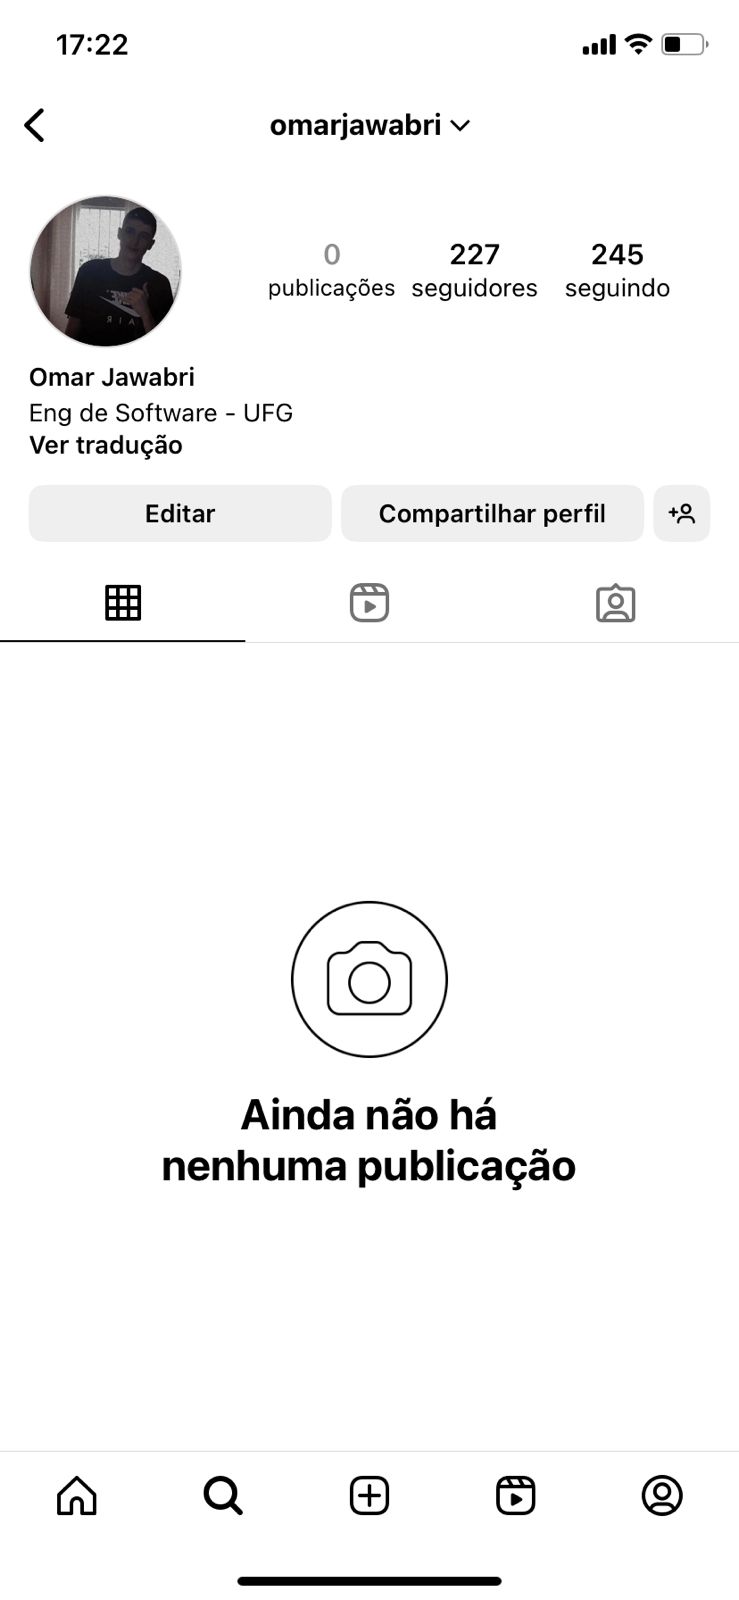 17:22
omarjawabri
0 227 245
publicações seguidores seguindo
Omar Jawabri
Eng de Software - UFG
Ver tradução
Editar Compartilhar perfil
Ainda não há
nenhuma publicação